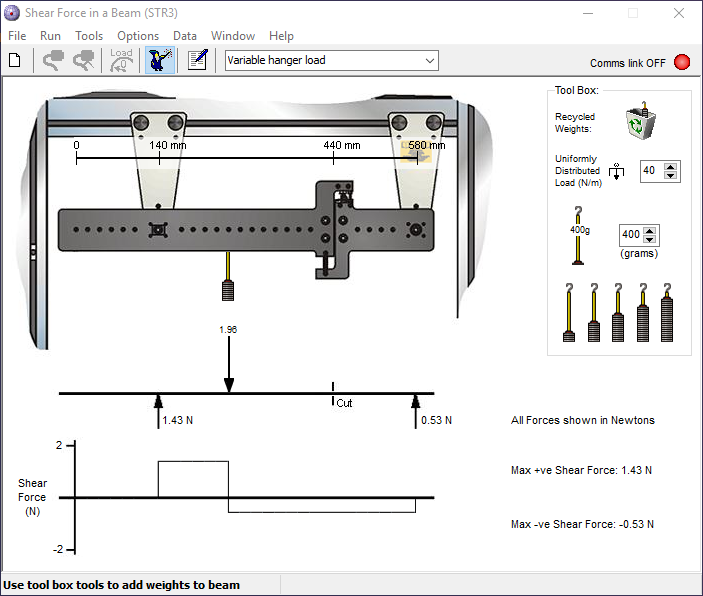 Shear Force in a Beam (STR3)
File Run Tools Options Data Window Help
Load
Variable hanger load
Comms link OFF
Tool Box:
Recycled
Weights:
Uniformly
Distributed
Load (N/m)
40
400g
400
(grams)
0 140 mm 440 mm 580 mm
1.96
Cut
1.43 N
0.53 N
All Forces shown in Newtons
2
Shear
Force
(N)
-2
Max +ve Shear Force: 1.43 N
Max -ve Shear Force: -0.53 N
Use tool box tools to add weights to beam